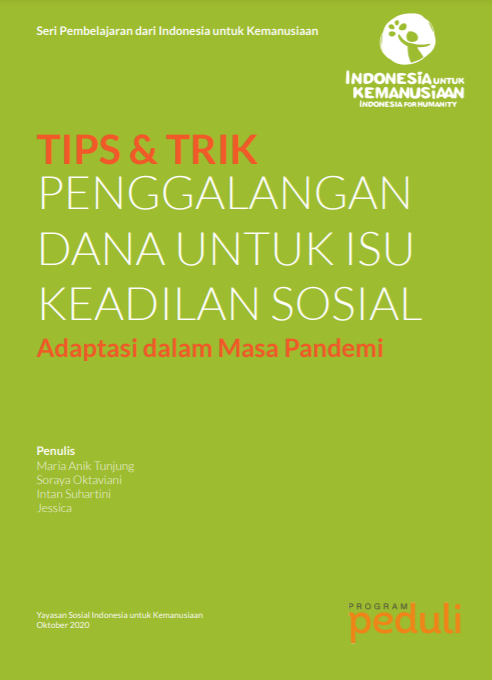 Seri Pembelajaran dari Indonesia untuk Kemanusiaan
INDONESIA UNTUK
KEMANUSIAAN
INDONESIA FOR HUMANITY
TIPS & TRIK
PENGGALANGAN
DANA UNTUK ISU
KEADILAN SOSIAL
Adaptasi dalam Masa Pandemi
Penulis
Maria Anik Tunjung
Soraya Oktaviani
Intan Suhartini
Jessica
Yayasan Sosial Indonesia untuk Kemanusiaan
Oktober 2020
PROGRAM
peduli